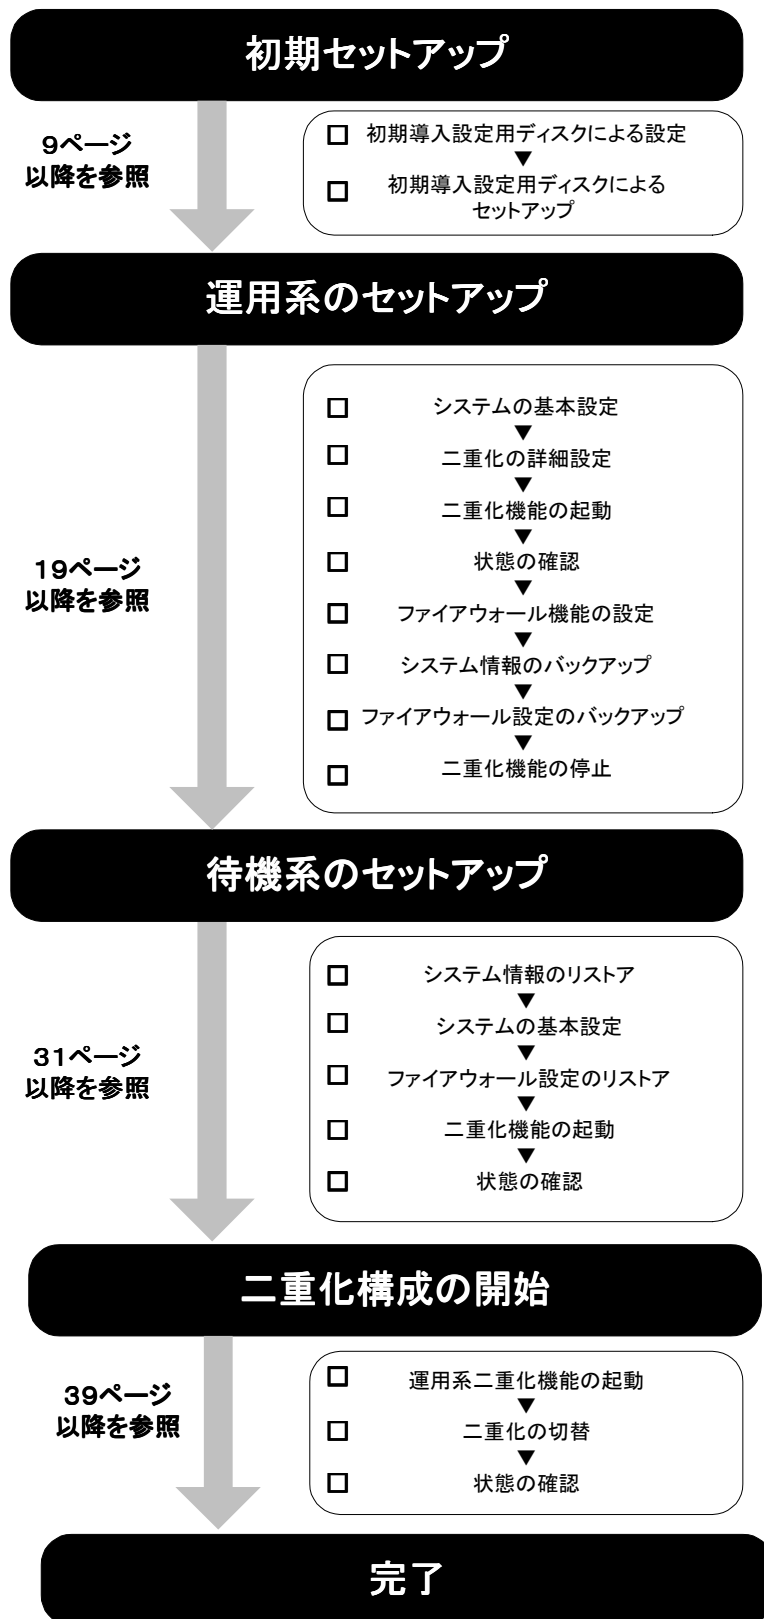 初期セットアップ
9ページ
以降を参照
□ 初期導入設定用ディスクによる設定
▼
□ 初期導入設定用ディスクによる
セットアップ
運用系のセットアップ
19ページ
以降を参照
□ システムの基本設定
▼
□ 二重化の詳細設定
▼
□ 二重化機能の起動
▼
□ 状態の確認
▼
□ ファイアウォール機能の設定
▼
□ システム情報のバックアップ
▼
□ ファイアウォール設定のバックアップ
▼
□ 二重化機能の停止
待機系のセットアップ
31ページ
以降を参照
□ システム情報のリストア
▼
□ システムの基本設定
▼
□ ファイアウォール設定のリストア
▼
□ 二重化機能の起動
▼
□ 状態の確認
二重化構成の開始
39ページ
以降を参照
□ 運用系二重化機能の起動
▼
□ 二重化の切替
▼
□ 状態の確認
完了